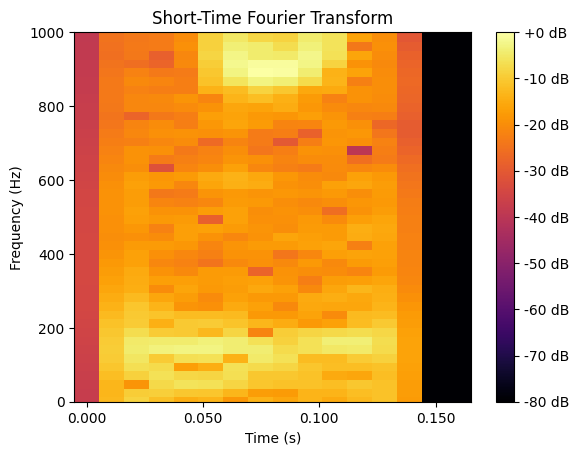 Short-Time Fourier Transform
1000
800
600
400
200
0
Frequency (Hz)
0.000
0.050
0.100
0.150
Time (s)
+0 dB
-10 dB
-20 dB
-30 dB
-40 dB
-50 dB
-60 dB
-70 dB
-80 dB